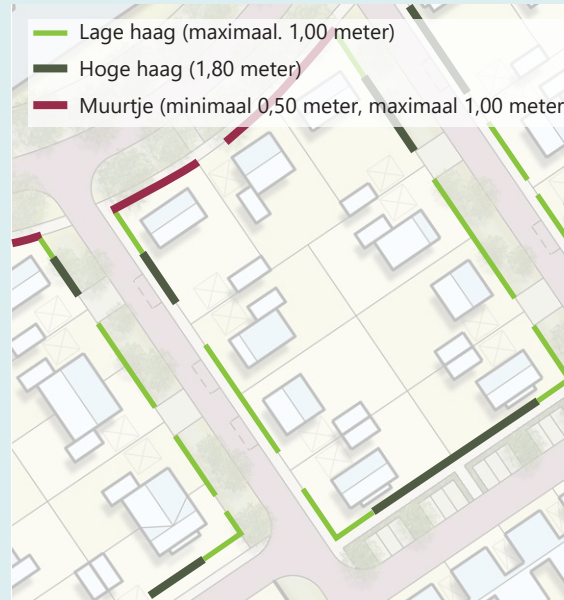 Lage haag (maximaal. 1,00 meter)
Hoge haag (1,80 meter)
Muurtje (minimaal 0,50 meter, maximaal 1,00 meter